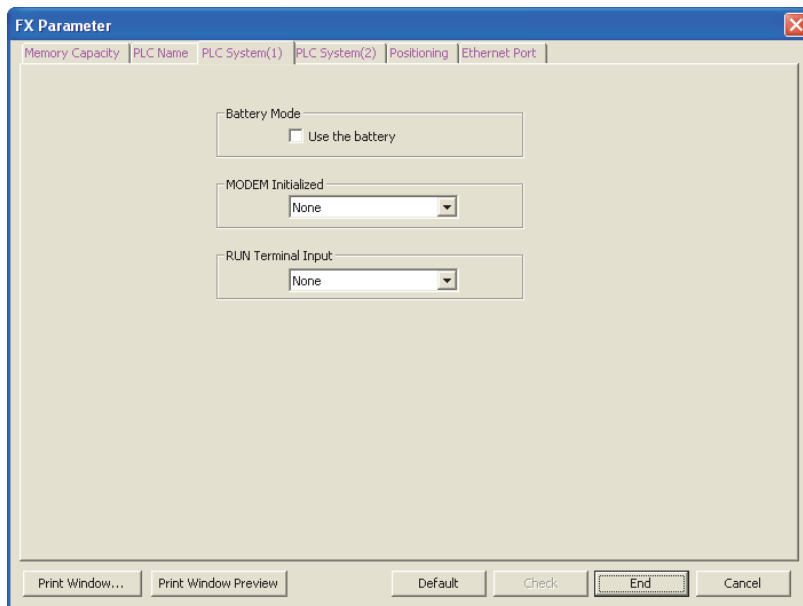 FX Parameter
Memory Capacity PLC Name PLC System(1) PLC System(2) Positioning Ethernet Port
Battery Mode
Use the battery
MODEM Initialized
None
RUN Terminal Input
None
Print Window... Print Window Preview Default Check End Cancel